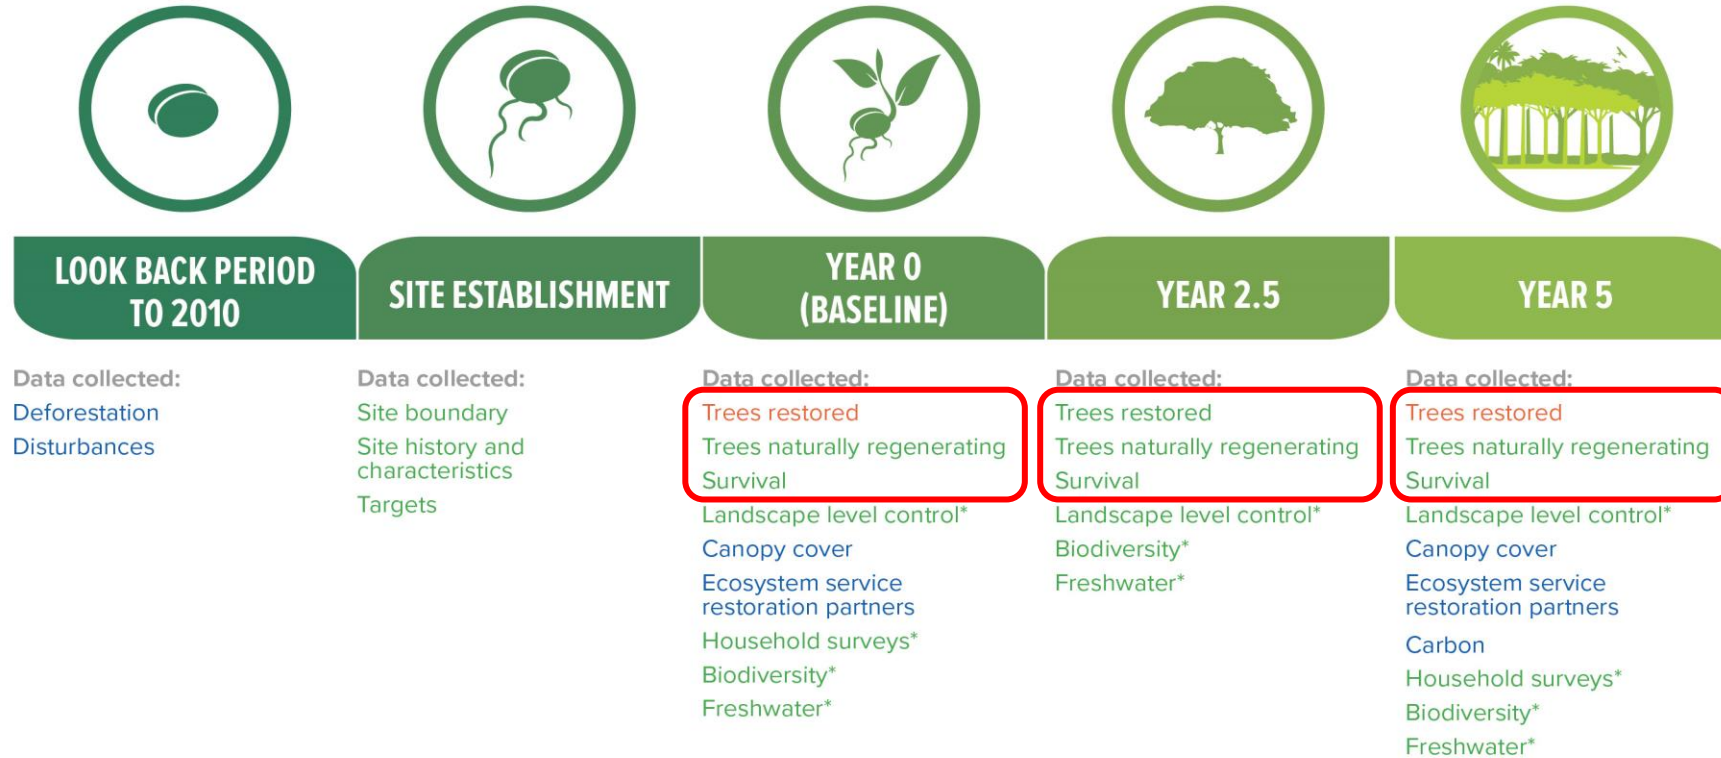 LOOK BACK PERIOD
TO 2010
SITE ESTABLISHMENT
YEAR 0
(BASELINE)
YEAR 2.5
YEAR 5
Data collected:
Deforestation
Disturbances
Data collected:
Site boundary
Site history and
characteristics
Targets
Data collected:
Trees restored
Trees naturally regenerating
Survival
Landscape level control*
Canopy cover
Ecosystem service
restoration partners
Household surveys*
Biodiversity*
Freshwater*
Data collected:
Trees restored
Trees naturally regenerating
Survival
Landscape level control*
Biodiversity*
Freshwater*
Data collected:
Trees restored
Trees naturally regenerating
Survival
Landscape level control*
Canopy cover
Ecosystem service
restoration partners
Carbon
Household surveys*
Biodiversity*
Freshwater*